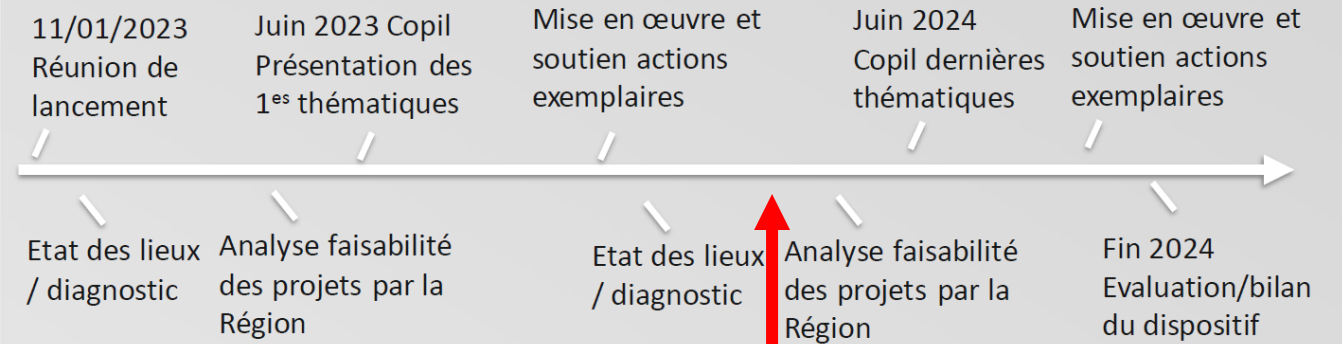 11/01/2023
Réunion de
lancement
Juin 2023 Copil
Présentation des
1es thématiques
Mise en œuvre et
soutien actions
exemplaires
Juin 2024
Copil dernières
thématiques
Mise en œuvre et
soutien actions
exemplaires
Etat des lieux
/ diagnostic
Analyse faisabilité
des projets par la
Région
Etat des lieux
/ diagnostic
Analyse faisabilité
des projets par la
Région
Fin 2024
Evaluation/bilan
du dispositif